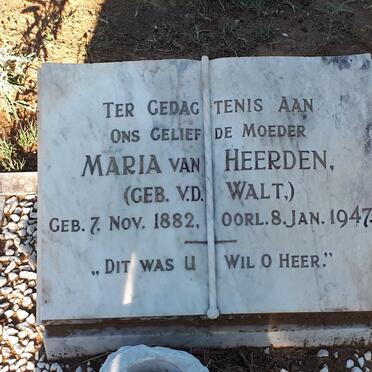 TER GEDAGTENIS AAN
ONS GELIEFDE MOEDER
MARIA VAN HEERDEN,
(GEB. V.D. WALT.)
GEB. 7. NOV. 1882, OORL. 8. JAN. 1947.
„DIT WAS U WIL O HEER."